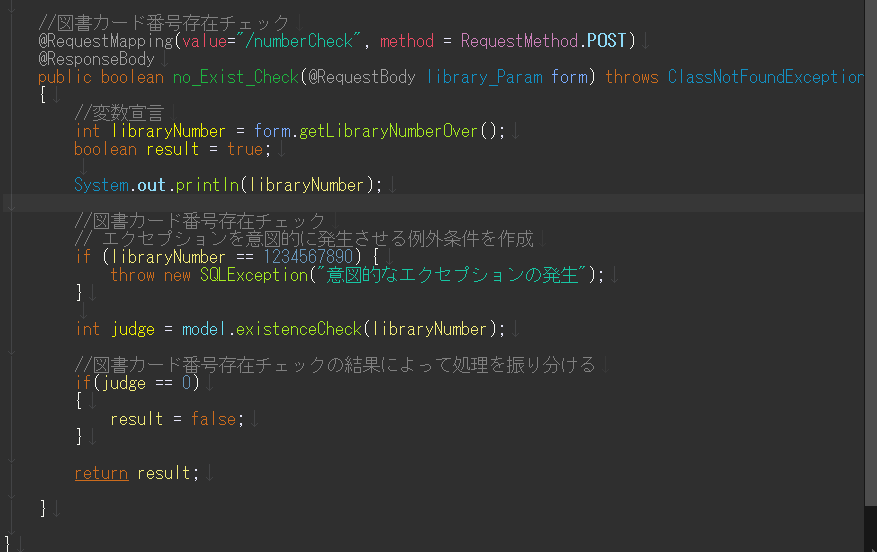 //図書カード番号存在チェック
@RequestMapping(value="/numberCheck", method = RequestMethod.POST)
@ResponseBody
public boolean no_Exist_Check(@RequestBody library_Param form) throws ClassNotFoundException
{
//変数宣言
int libraryNumber = form.getLibraryNumberOver();
boolean result = true;
System.out.println(libraryNumber);
//図書カード番号存在チェック
// エクセプションを意図的に発生させる例外条件を作成
if (libraryNumber == 1234567890) {
throw new SQLException("意図的なエクセプションの発生");
}
int judge = model.existenceCheck(libraryNumber);
//図書カード番号存在チェックの結果によって処理を振り分ける
if(judge == 0)
{
result = false;
}
return result;
}
}